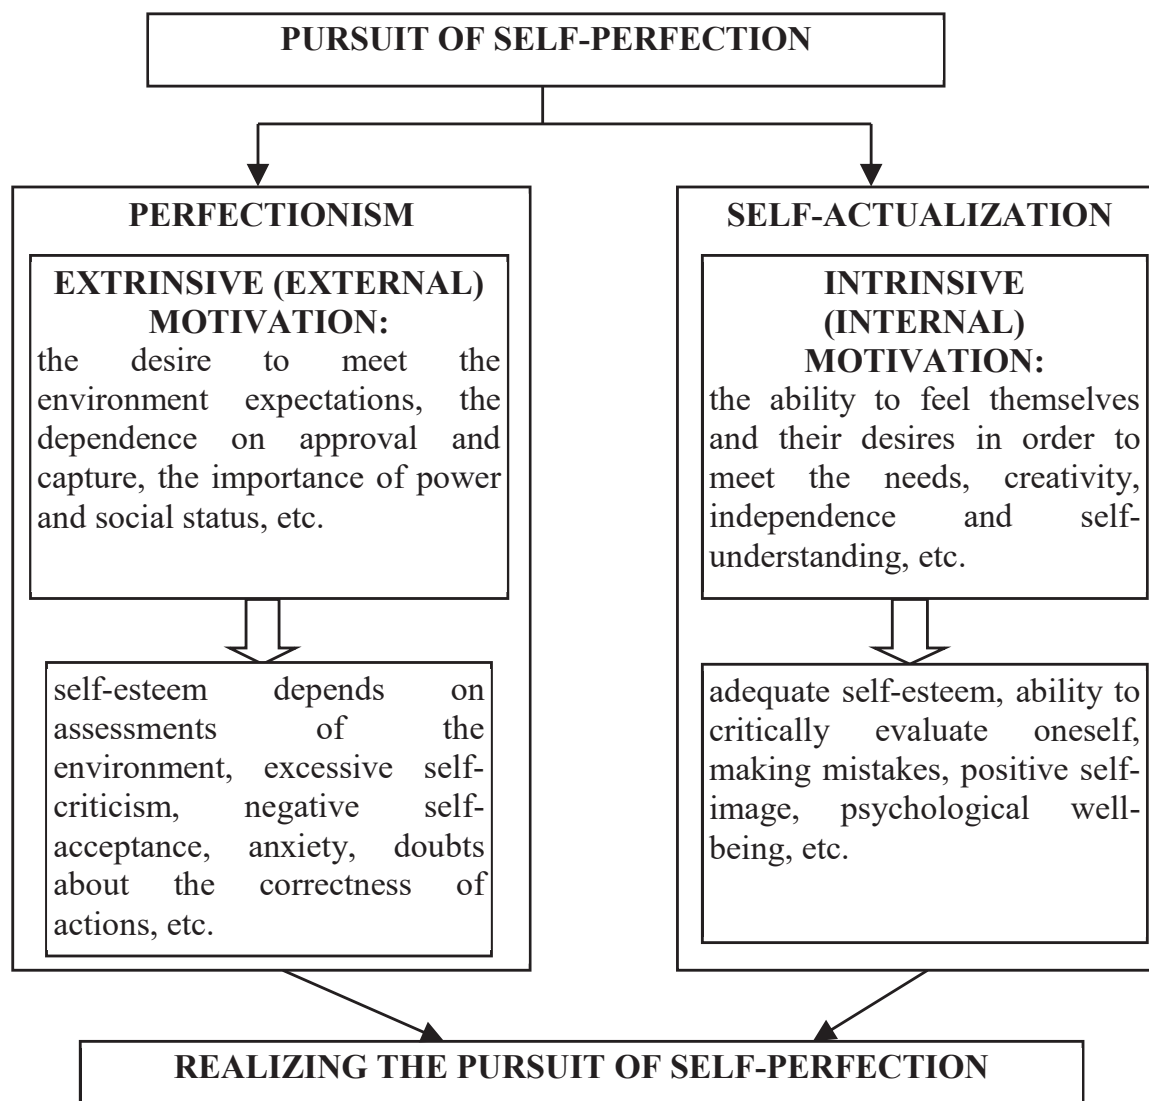 PURSUIT OF SELF-PERFECTION
PERFECTIONISM
EXTRINSIVE (EXTERNAL)
MOTIVATION:
the desire to meet the
environment expectations, the
dependence on approval and
capture, the importance of power
and social status, etc.
self-esteem depends on
assessments of the
environment, excessive self-
criticism, negative self-
acceptance, anxiety, doubts
about the correctness of
actions, etc.
SELF-ACTUALIZATION
INTRINSIVE
(INTERNAL)
MOTIVATION:
the ability to feel themselves
and their desires in order to
meet the needs, creativity,
independence and self-
understanding, etc.
adequate self-esteem, ability to
critically evaluate oneself,
making mistakes, positive self-
image, psychological well-
being, etc.
REALIZING THE PURSUIT OF SELF-PERFECTION